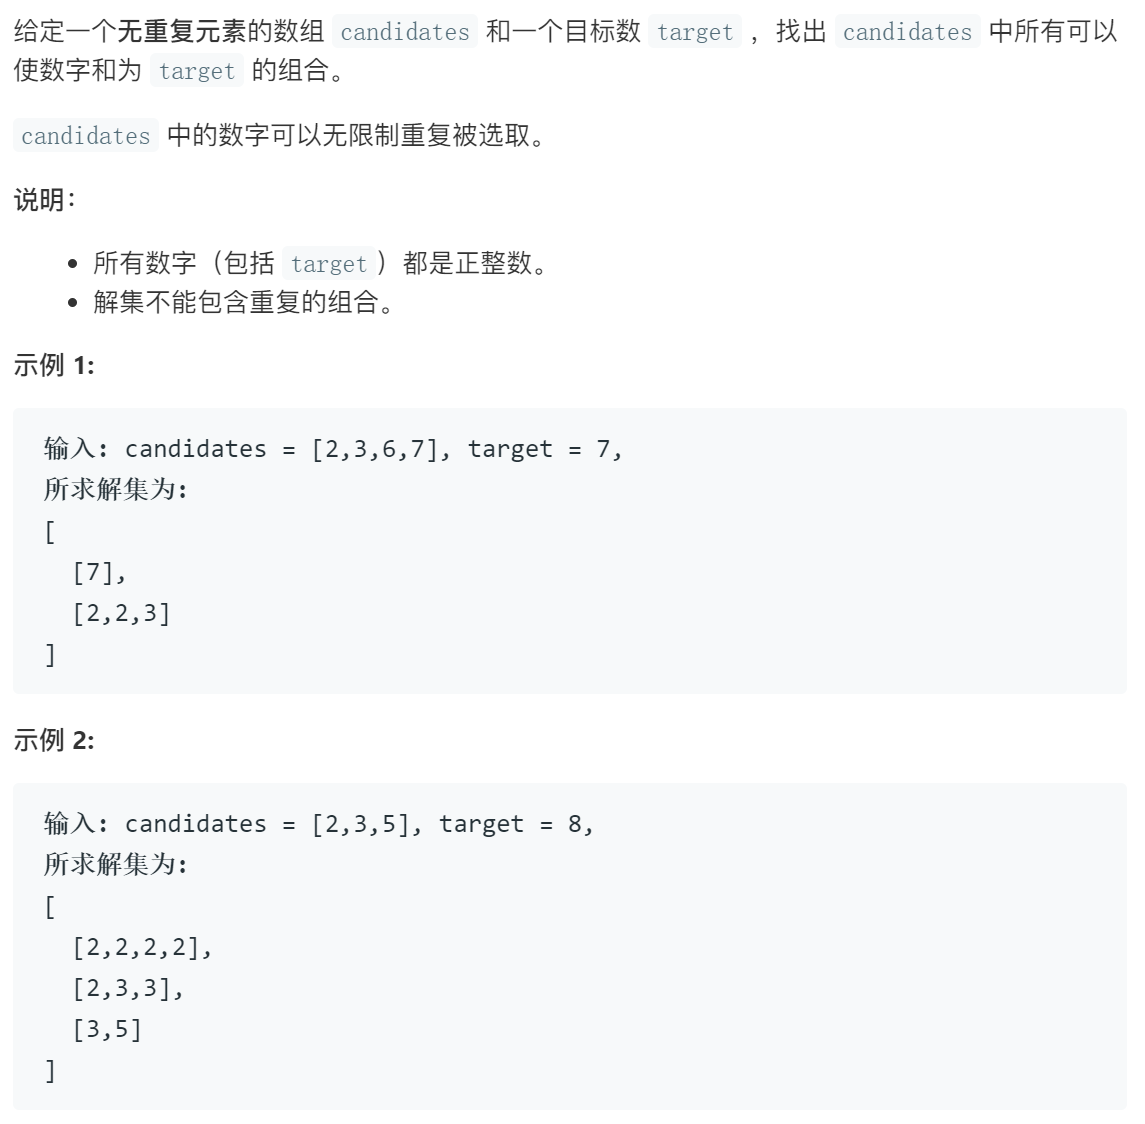 给定一个无重复元素的数组 candidates 和一个目标数 target ，找出 candidates 中所有可以
使数字和为 target 的组合。
candidates 中的数字可以无限制重复被选取。
说明：
• 所有数字（包括 target）都是正整数。
• 解集不能包含重复的组合。
示例 1:
输入: candidates = [2,3,6,7], target = 7,
所求解集为:
[
[7],
[2,2,3]
]
示例 2:
输入: candidates = [2,3,5], target = 8,
所求解集为:
[
[2,2,2,2],
[2,3,3],
[3,5]
]